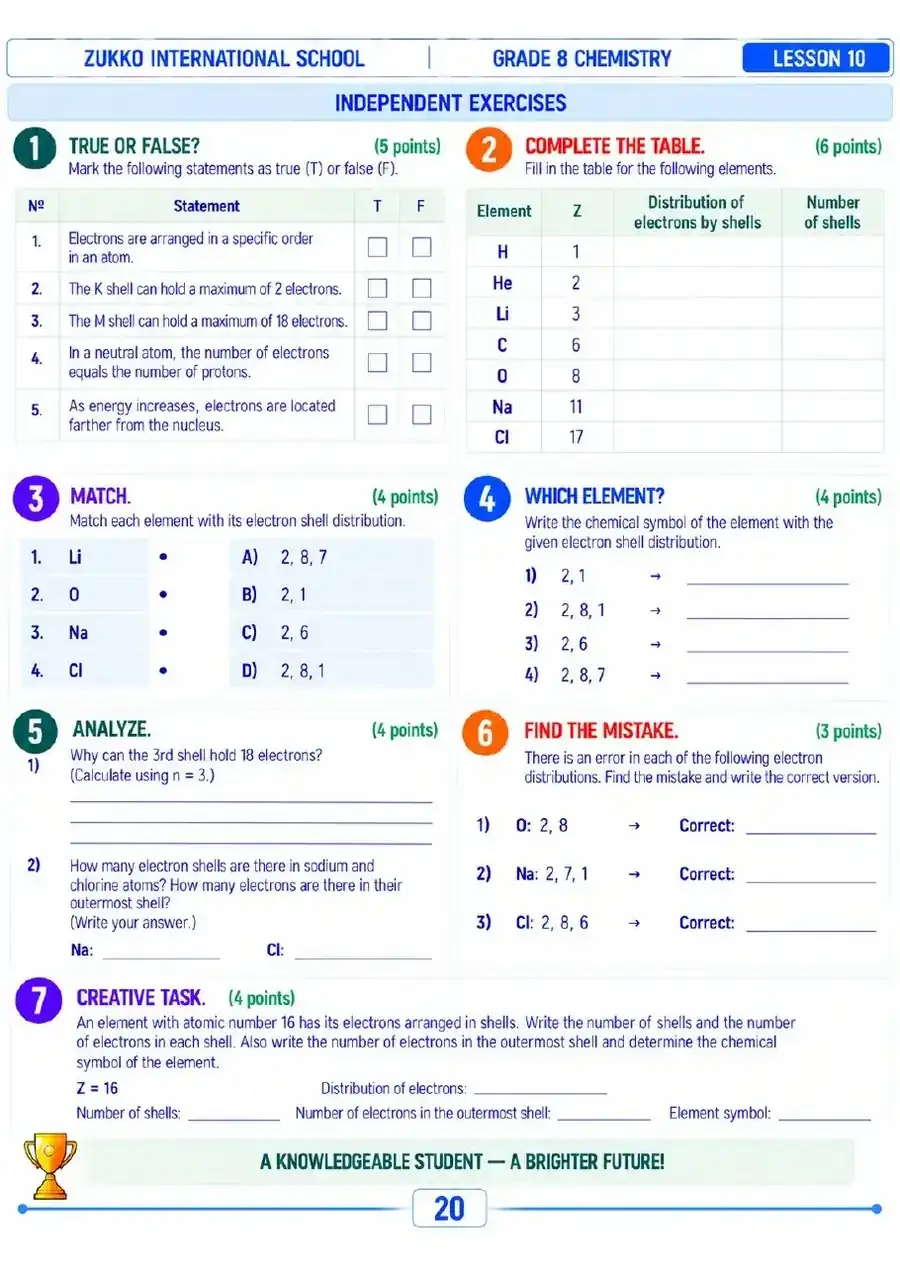 ZUKKO INTERNATIONAL SCHOOL | GRADE 8 CHEMISTRY LESSON 10
INDEPENDENT EXERCISES
1 TRUE OR FALSE? (5 points)
Mark the following statements as true (T) or false (F).
Nº Statement T F
1. Electrons are arranged in a specific order
in an atom.
2. The K shell can hold a maximum of 2 electrons.
3. The M shell can hold a maximum of 18 electrons.
4. In a neutral atom, the number of electrons
equals the number of protons.
5. As energy increases, electrons are located
farther from the nucleus.
2 COMPLETE THE TABLE. (6 points)
Fill in the table for the following elements.
Element Z Distribution of electrons by shells Number of shells
H 1
He 2
Li 3
C 6
O 8
Na 11
Cl 17
3 MATCH. (4 points)
Match each element with its electron shell distribution.
1. Li • A) 2, 8, 7
2. O • B) 2, 1
3. Na • C) 2, 6
4. Cl • D) 2, 8, 1
4 WHICH ELEMENT? (4 points)
Write the chemical symbol of the element with the
given electron shell distribution.
1) 2, 1 →
2) 2, 8, 1 →
3) 2, 6 →
4) 2, 8, 7 →
5 ANALYZE. (4 points)
1) Why can the 3rd shell hold 18 electrons?
(Calculate using n = 3.)
2) How many electron shells are there in sodium and
chlorine atoms? How many electrons are there in their
outermost shell?
(Write your answer.)
Na: Cl:
6 FIND THE MISTAKE. (3 points)
There is an error in each of the following electron
distributions. Find the mistake and write the correct version.
1) O: 2, 8 → Correct:
2) Na: 2, 7, 1 → Correct:
3) Cl: 2, 8, 6 → Correct:
7 CREATIVE TASK. (4 points)
An element with atomic number 16 has its electrons arranged in shells. Write the number of shells and the number
of electrons in each shell. Also write the number of electrons in the outermost shell and determine the chemical
symbol of the element.
Z = 16 Distribution of electrons:
Number of shells: Number of electrons in the outermost shell: Element symbol:
A KNOWLEDGEABLE STUDENT — A BRIGHTER FUTURE!
20